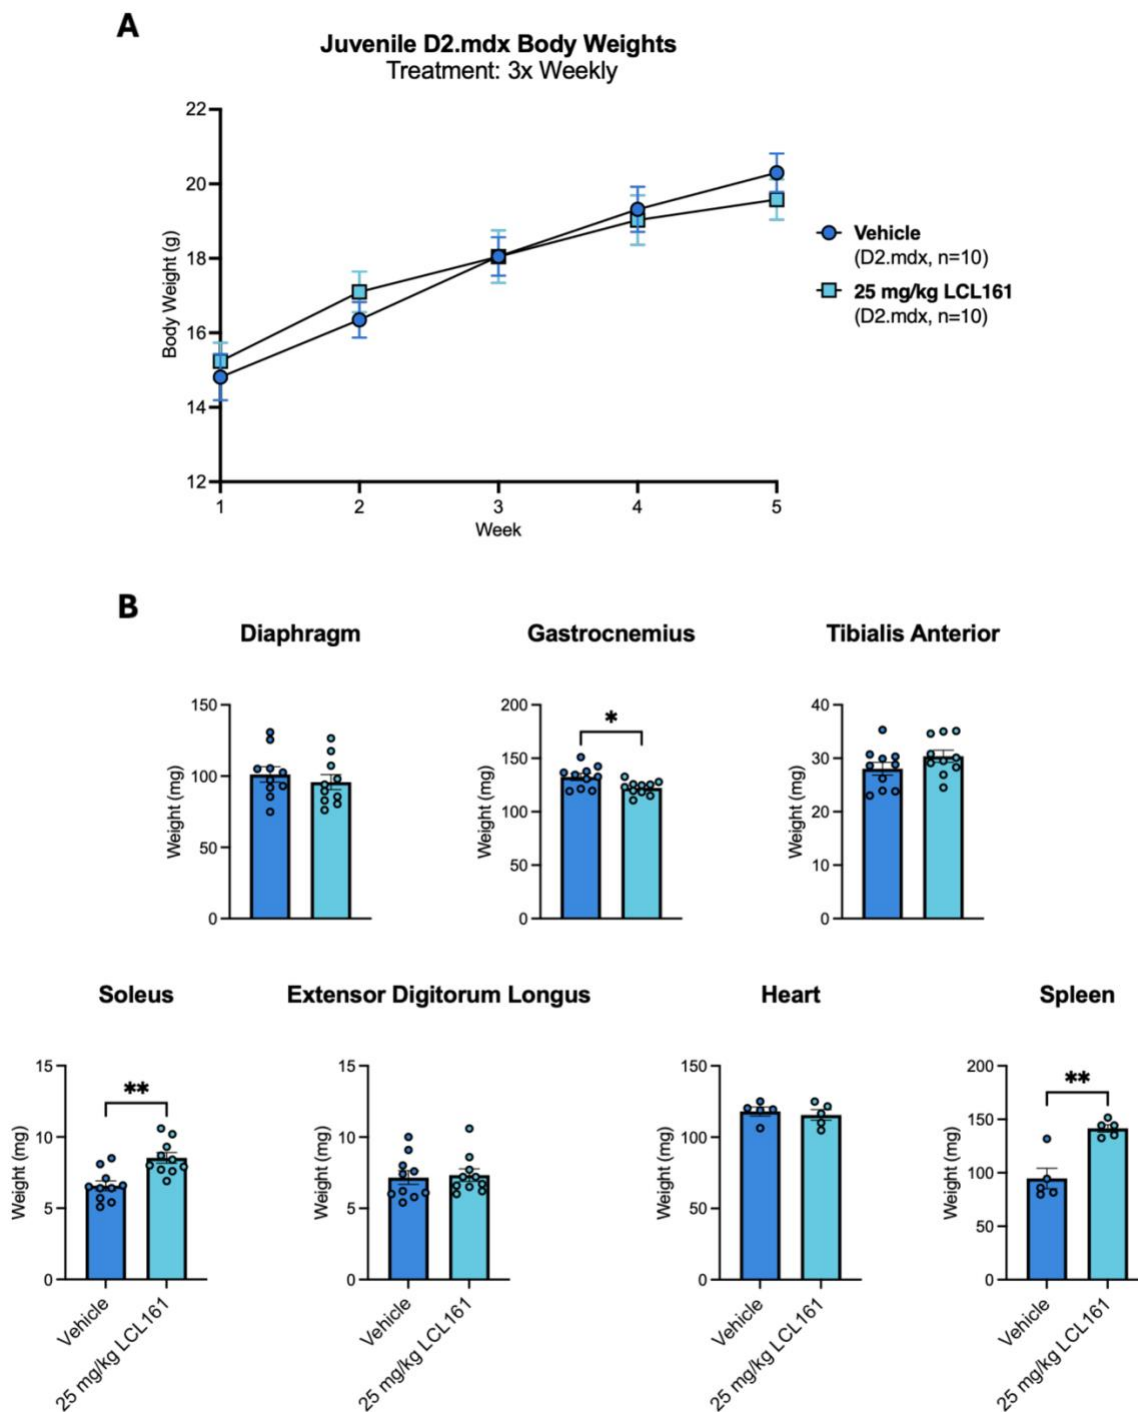 A
Juvenile D2.mdx Body Weights
Treatment: 3x Weekly
22
20
18
16
14
12
Body Weight (g)
1
2
3
4
5
Week
Vehicle
(D2.mdx, n=10)
25 mg/kg LCL161
(D2.mdx, n=10)
B
Diaphragm
150
100
50
0
Weight (mg)
Gastrocnemius
200
150
100
50
0
Weight (mg)
*
Tibialis Anterior
40
30
20
10
0
Weight (mg)
Soleus
15
10
5
0
Weight (mg)
**
Vehicle
25 mg/kg LCL161
Extensor Digitorum Longus
15
10
5
0
Weight (mg)
Vehicle
25 mg/kg LCL161
Heart
150
100
50
0
Weight (mg)
Vehicle
25 mg/kg LCL161
Spleen
200
150
100
50
0
Weight (mg)
**
Vehicle
25 mg/kg LCL161